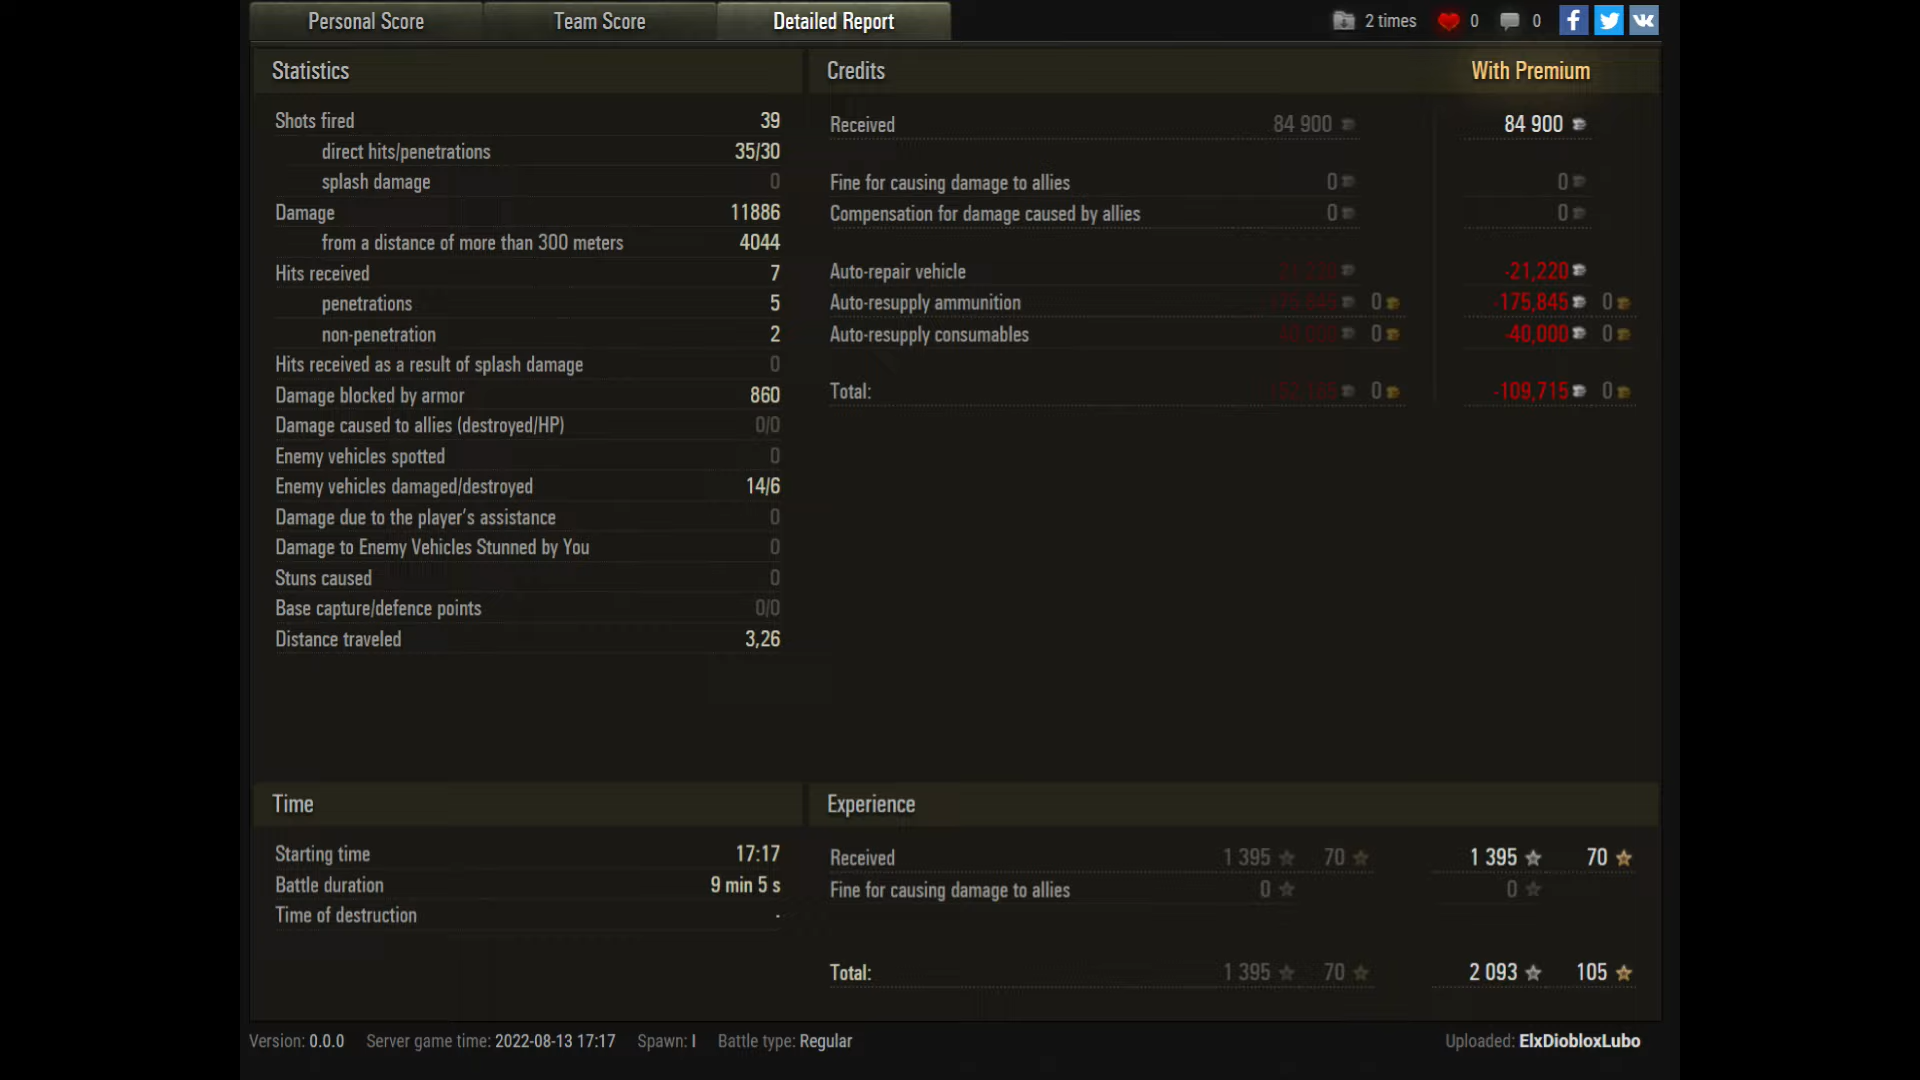 Personal Score
Team Score
Detailed Report
2 times
0
0
Statistics
Shots fired 39
direct hits/penetrations 35/30
splash damage 0
Damage 11886
from a distance of more than 300 meters 4044
Hits received 7
penetrations 5
non-penetration 2
Hits received as a result of splash damage 0
Damage blocked by armor 860
Damage caused to allies (destroyed/HP) 0/0
Enemy vehicles spotted 0
Enemy vehicles damaged/destroyed 14/6
Damage due to the player's assistance 0
Damage to Enemy Vehicles Stunned by You 0
Stuns caused 0
Base capture/defence points 0/0
Distance traveled 3,26
Credits With Premium
Received 84 900 84 900
Fine for causing damage to allies 0 0
Compensation for damage caused by allies 0 0
Auto-repair vehicle -21,220
Auto-resupply ammunition -175,845 0 -175,845 0
Auto-resupply consumables -40,000 0 -40,000 0
Total: 0 -109,715 0
Time
Starting time 17:17
Battle duration 9 min 5 s
Time of destruction -
Experience
Received 1 395 70 1 395 70
Fine for causing damage to allies 0 0
Total: 1 395 70 2 093 105
Version: 0.0.0 Server game time: 2022-08-13 17:17 Spawn: I Battle type: Regular Uploaded: ElxDiobloxLubo